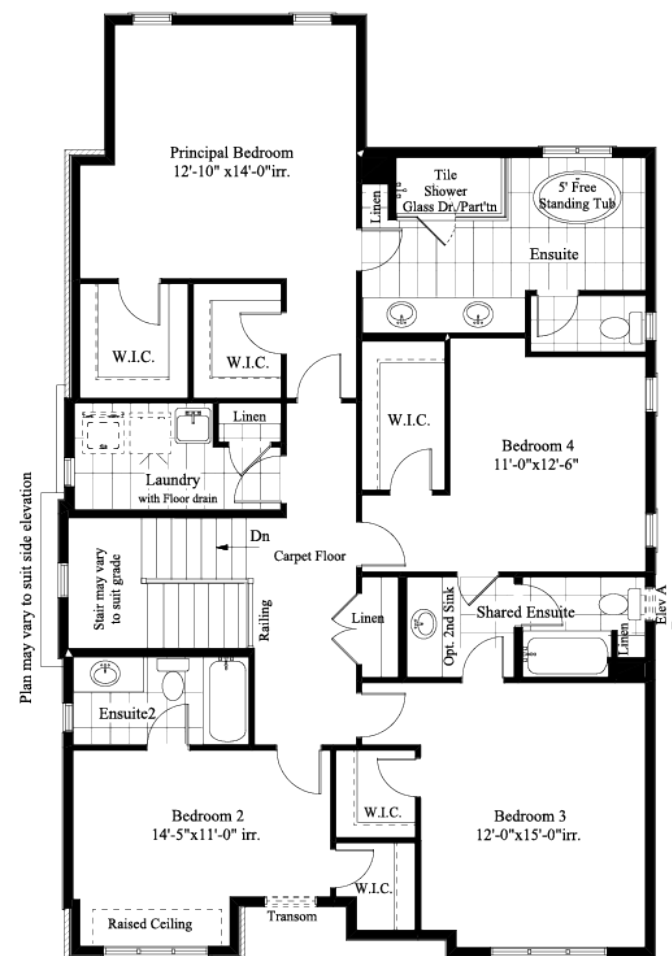 Principal Bedroom
12'-10" x14'-0"irr.
Tile
Shower
Glass Dr./Part'tn
5' Free
Standing Tub
Linen
Ensuite
W.I.C.
W.I.C.
W.I.C.
Bedroom 4
11'-0"x12'-6"
Linen
Laundry
with Floor drain
Plan may vary to suit side elevation
Stair may vary
to suit grade
Dn
Carpet Floor
Railing
Linen
Opt. 2nd Sink
Shared Ensuite
Linen
Elev A
Ensuite2
Bedroom 2
14'-5"x11'-0" irr.
W.I.C.
Bedroom 3
12'-0"x15'-0"irr.
W.I.C.
Raised Ceiling
Transom